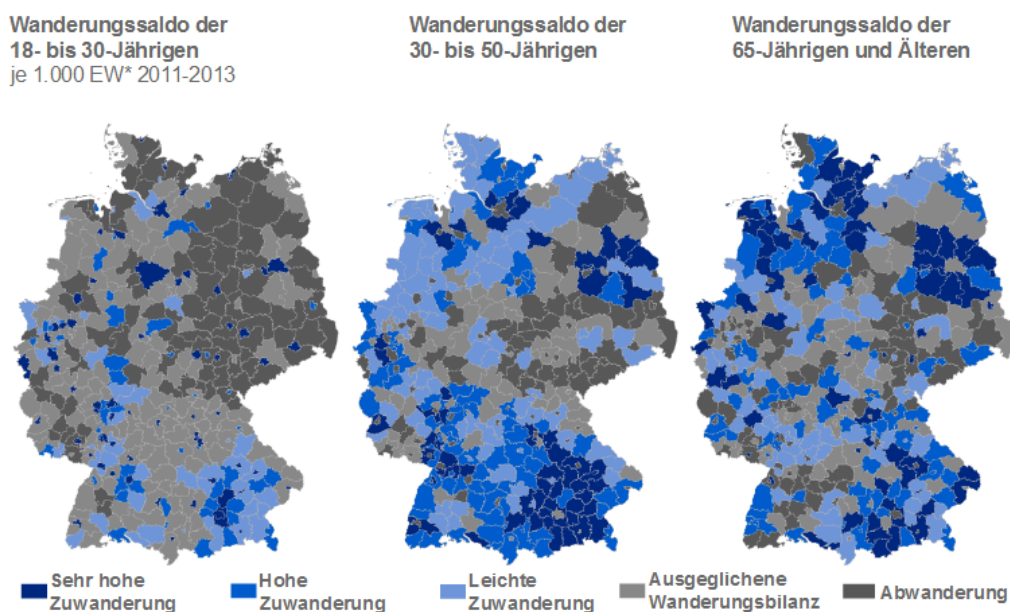 Wanderungssaldo der
18- bis 30-Jährigen
je 1.000 EW* 2011-2013
Wanderungssaldo der
30- bis 50-Jährigen
Wanderungssaldo der
65-Jährigen und Älteren
Sehr hohe
Zuwanderung
Hohe
Zuwanderung
Leichte
Zuwanderung
Ausgeglichene
Wanderungsbilanz
Abwanderung